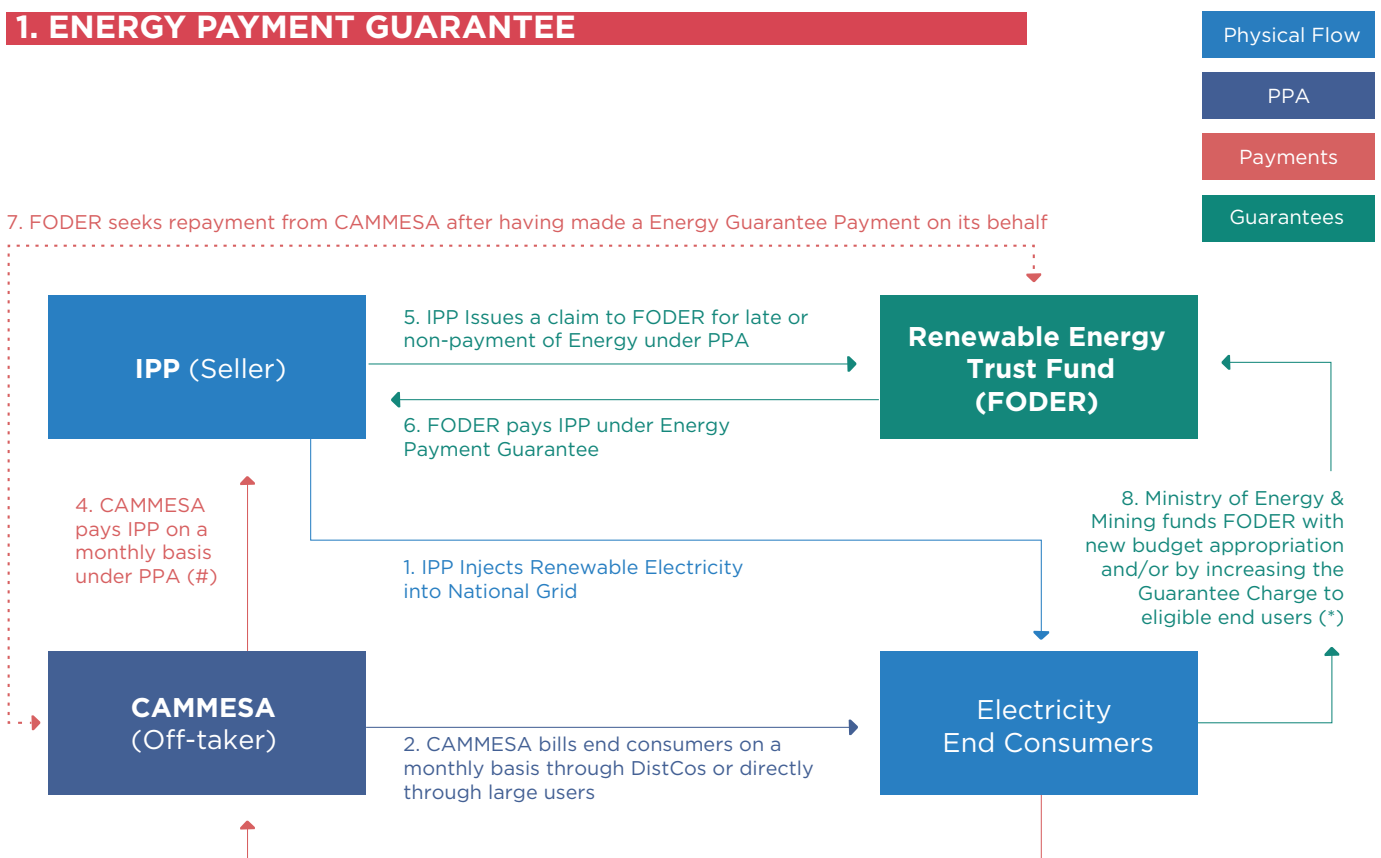 1. ENERGY PAYMENT GUARANTEE
Physical Flow
PPA
Payments
Guarantees
7. FODER seeks repayment from CAMMESA after having made a Energy Guarantee Payment on its behalf
IPP (Seller)
5. IPP Issues a claim to FODER for late or
non-payment of Energy under PPA
Renewable Energy
Trust Fund
(FODER)
6. FODER pays IPP under Energy
Payment Guarantee
4. CAMMESA
pays IPP on a
monthly basis
under PPA (#)
1. IPP Injects Renewable Electricity
into National Grid
8. Ministry of Energy &
Mining funds FODER with
new budget appropriation
and/or by increasing the
Guarantee Charge to
eligible end users (*)
CAMMESA
(Off-taker)
2. CAMMESA bills end consumers on a
monthly basis through DistCos or directly
through large users
Electricity
End Consumers